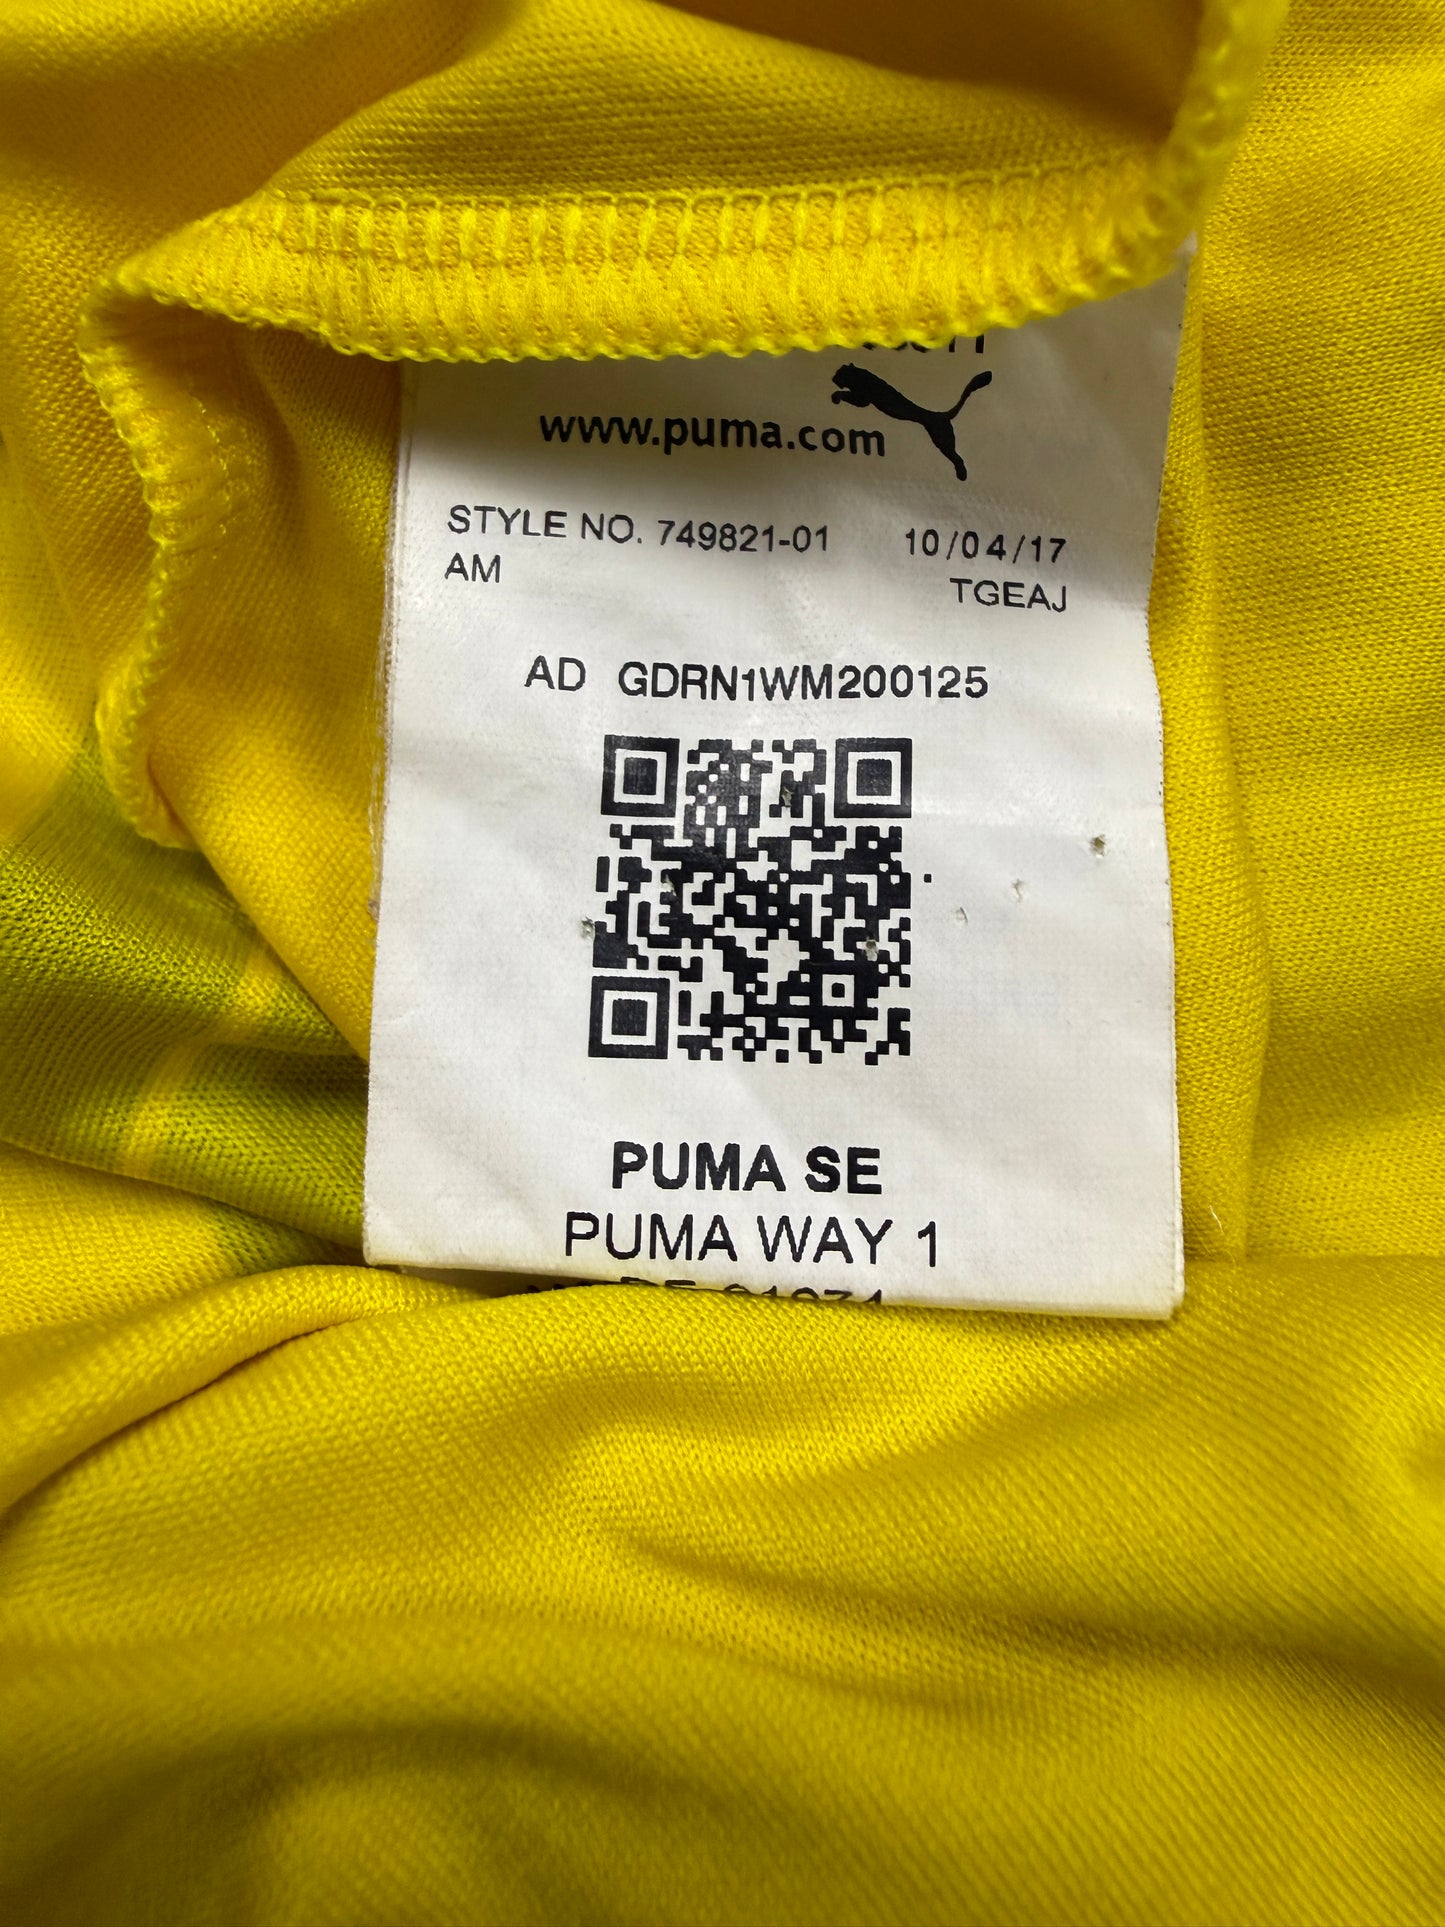 www.puma.com
STYLE NO. 749821-01 10/04/17
AM TGEAJ
AD GDRN1WM200125
PUMA SE
PUMA WAY 1